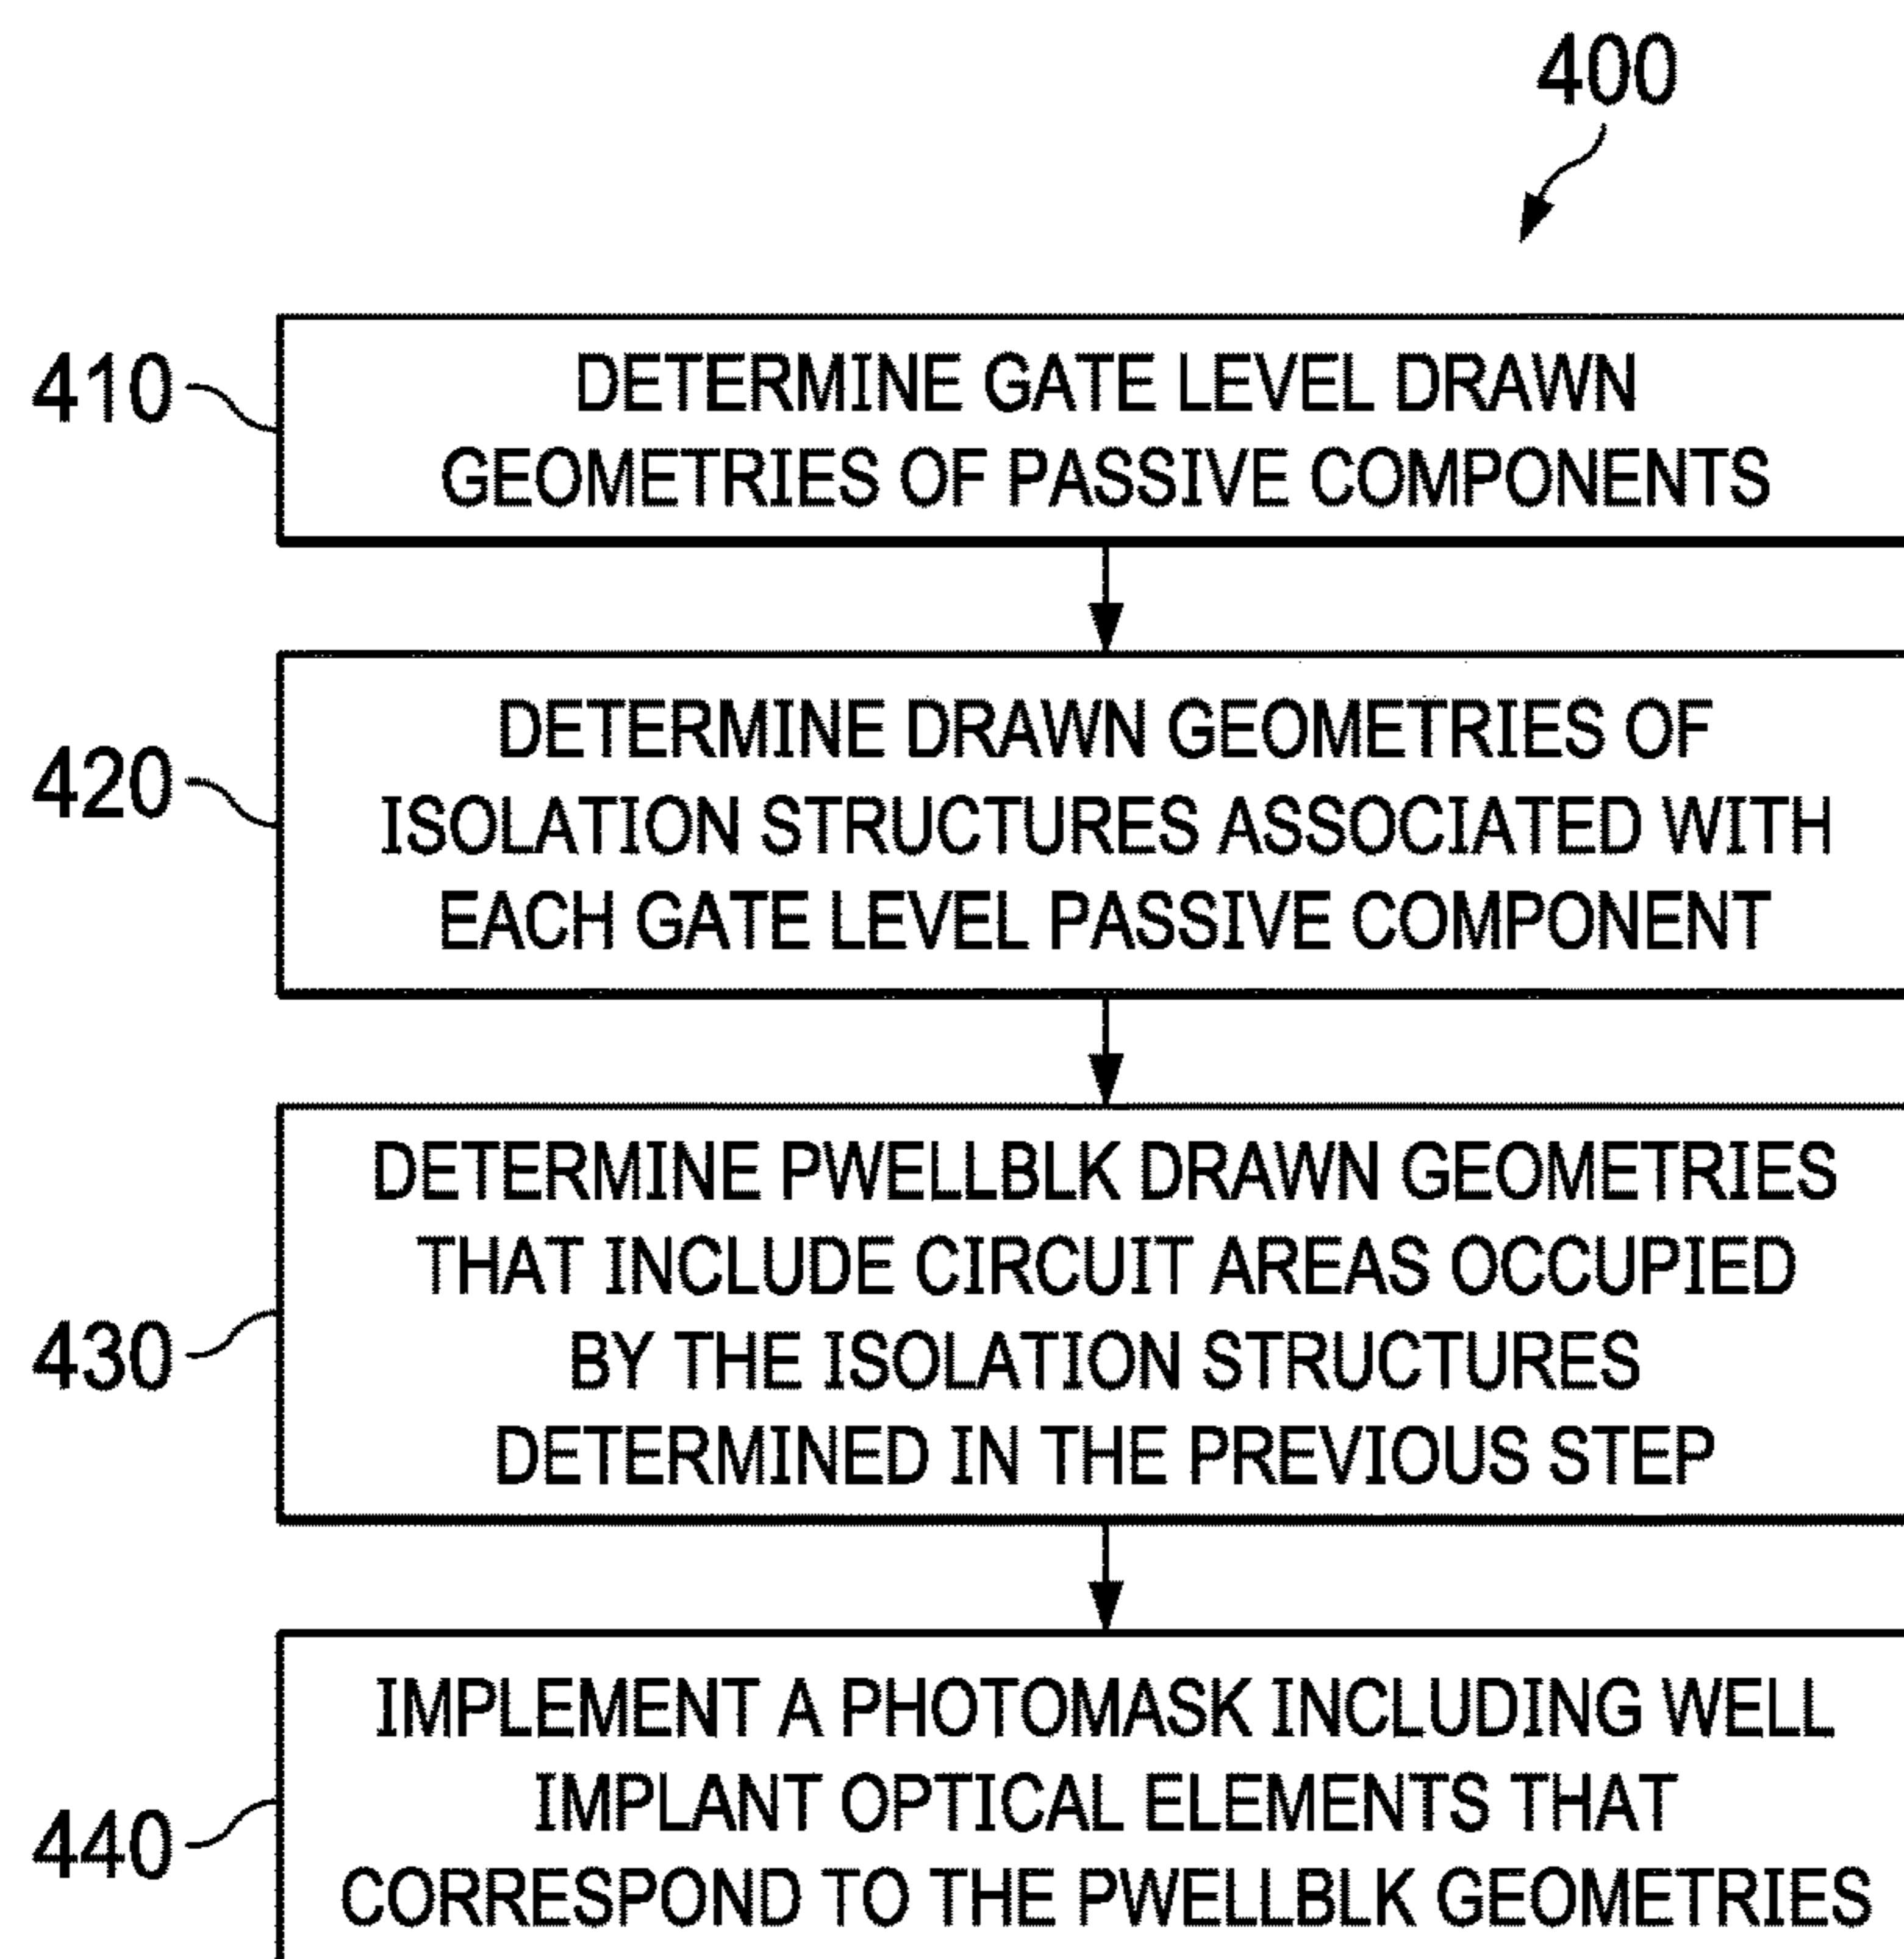 400
410
DETERMINE GATE LEVEL DRAWN
GEOMETRIES OF PASSIVE COMPONENTS
420
DETERMINE DRAWN GEOMETRIES OF
ISOLATION STRUCTURES ASSOCIATED WITH
EACH GATE LEVEL PASSIVE COMPONENT
430
DETERMINE PWELLBLK DRAWN GEOMETRIES
THAT INCLUDE CIRCUIT AREAS OCCUPIED
BY THE ISOLATION STRUCTURES
DETERMINED IN THE PREVIOUS STEP
440
IMPLEMENT A PHOTOMASK INCLUDING WELL
IMPLANT OPTICAL ELEMENTS THAT
CORRESPOND TO THE PWELLBLK GEOMETRIES